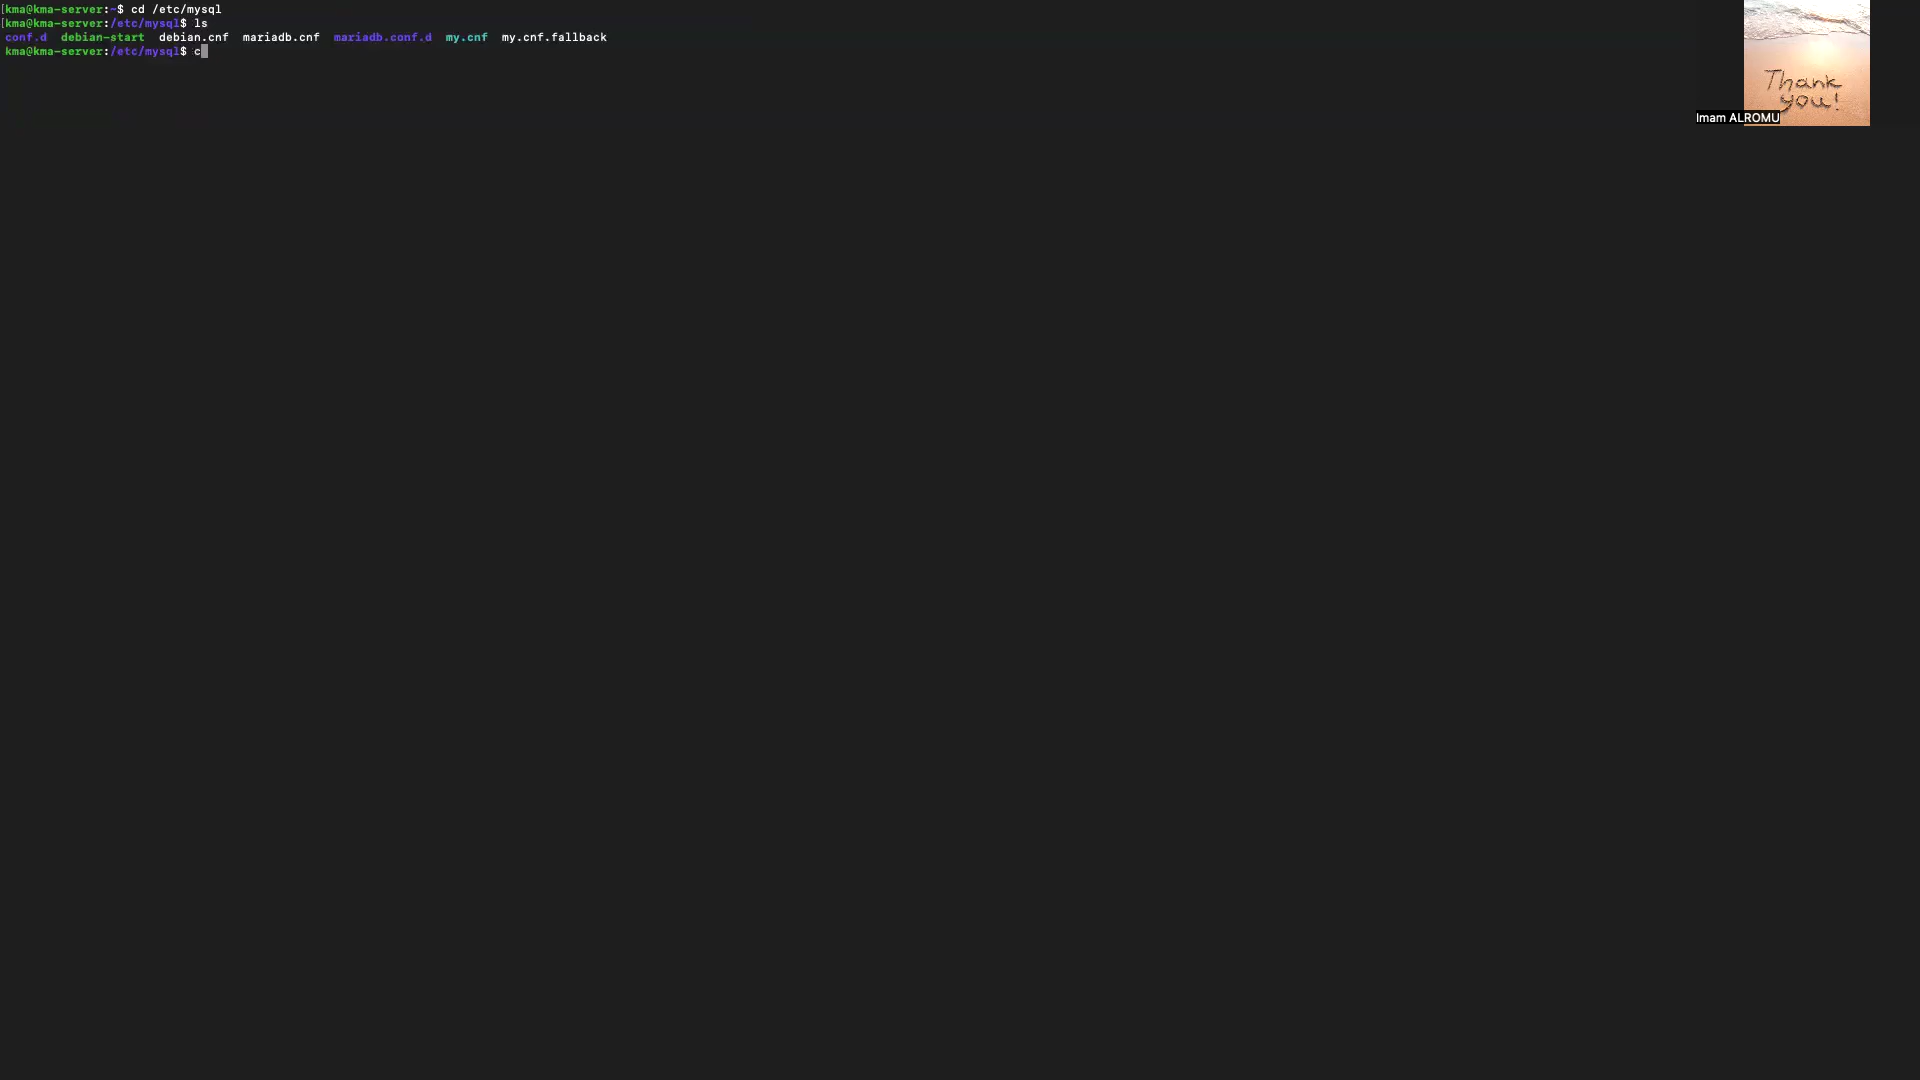 [kma@kma-server:~$ cd /etc/mysql
[kma@kma-server:/etc/mysql$ ls
conf.d  debian-start  debian.cnf  mariadb.cnf  mariadb.conf.d  my.cnf  my.cnf.fallback
kma@kma-server:/etc/mysql$ c
Thank
you!
Imam ALROMU